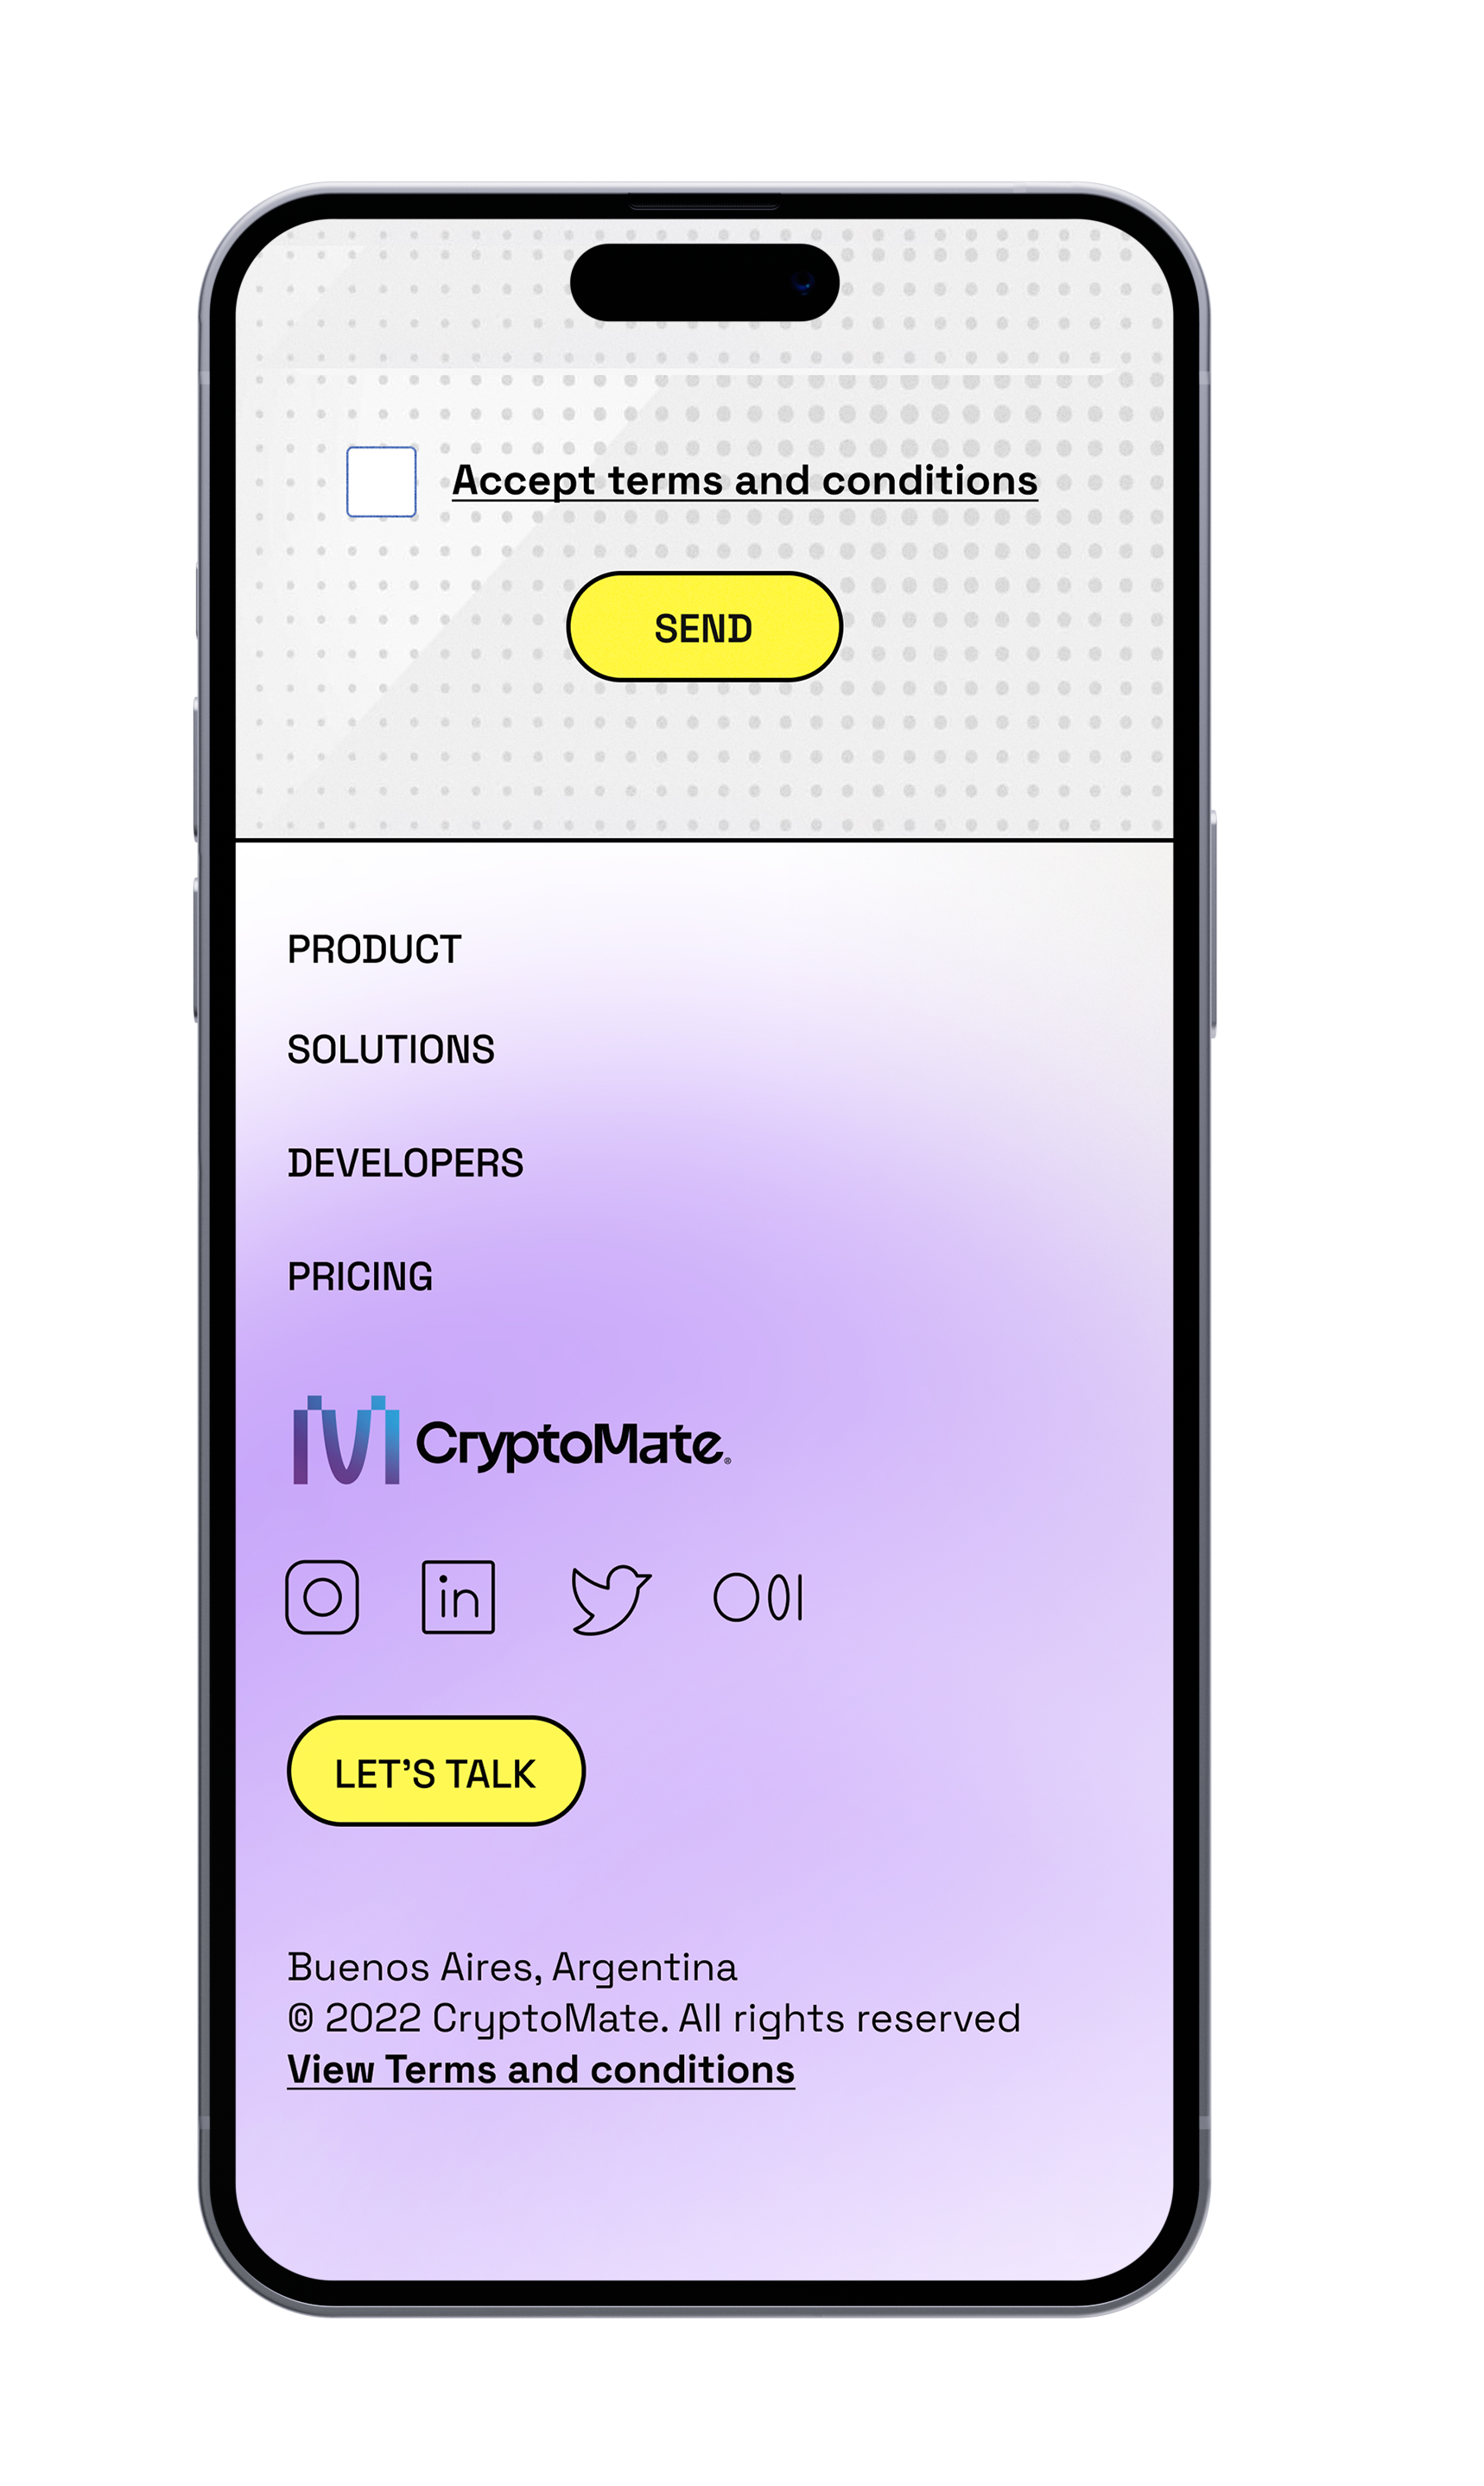 Accept terms and conditions
SEND
PRODUCT
SOLUTIONS
DEVELOPERS
PRICING
CryptoMate®
in
LET'S TALK
Buenos Aires, Argentina
© 2022 CryptoMate. All rights reserved
View Terms and conditions